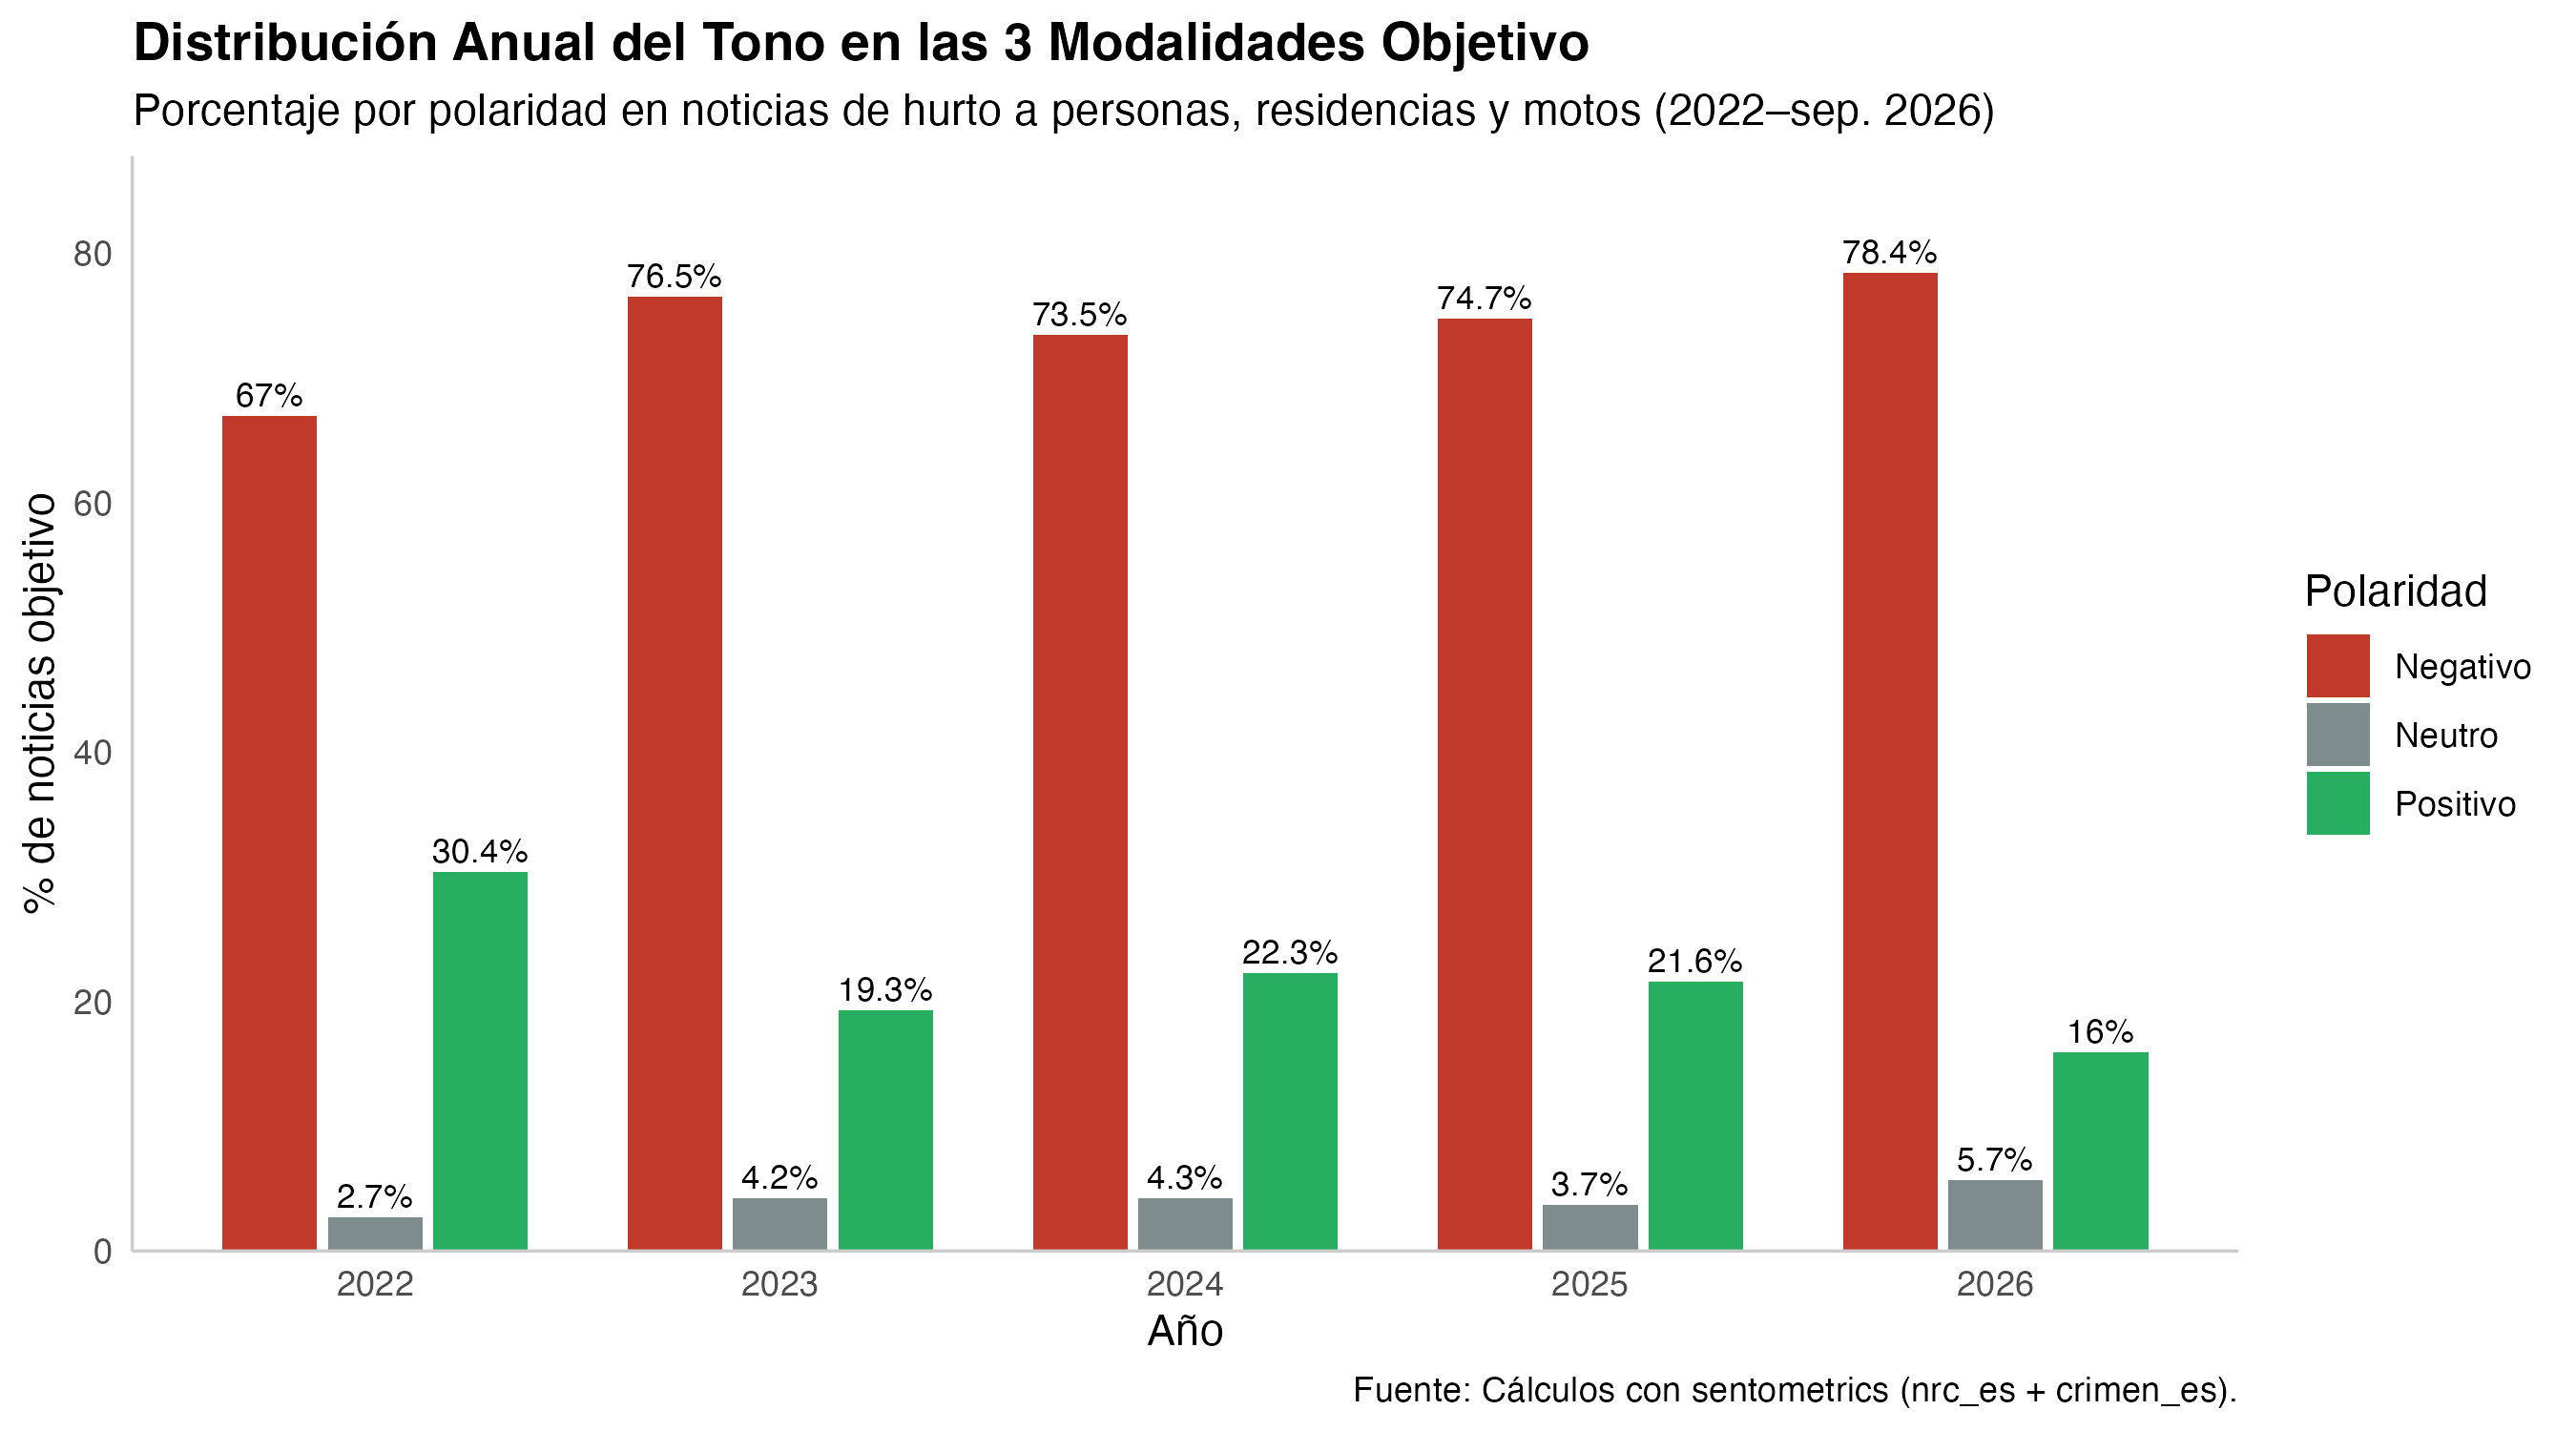 Distribución Anual del Tono en las 3 Modalidades Objetivo
Porcentaje por polaridad en noticias de hurto a personas, residencias y motos (2022–sep. 2026)
% de noticias objetivo
80
60
40
20
0
67%
2.7%
30.4%
76.5%
4.2%
19.3%
73.5%
4.3%
22.3%
74.7%
3.7%
21.6%
78.4%
5.7%
16%
2022
2023
2024
2025
2026
Año
Polaridad
Negativo
Neutro
Positivo
Fuente: Cálculos con sentometrics (nrc_es + crimen_es).